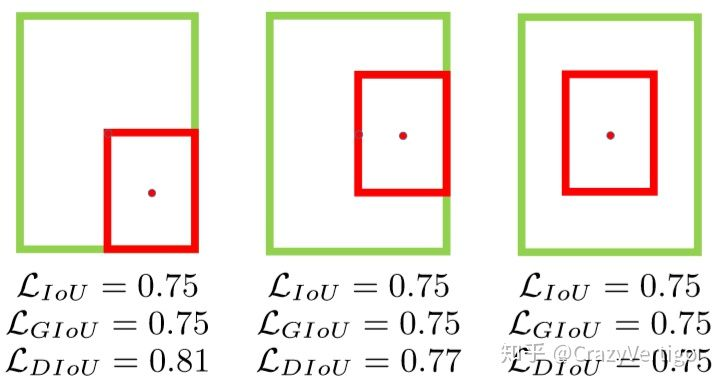 L_IoU = 0.75 L_IoU = 0.75 L_IoU = 0.75
L_GIoU = 0.75 L_GIoU = 0.75 L_GIoU = 0.75
L_DIoU = 0.81 L_DIoU = 0.77 L_DIoU = 0.75
知乎 @CrazyVertigo